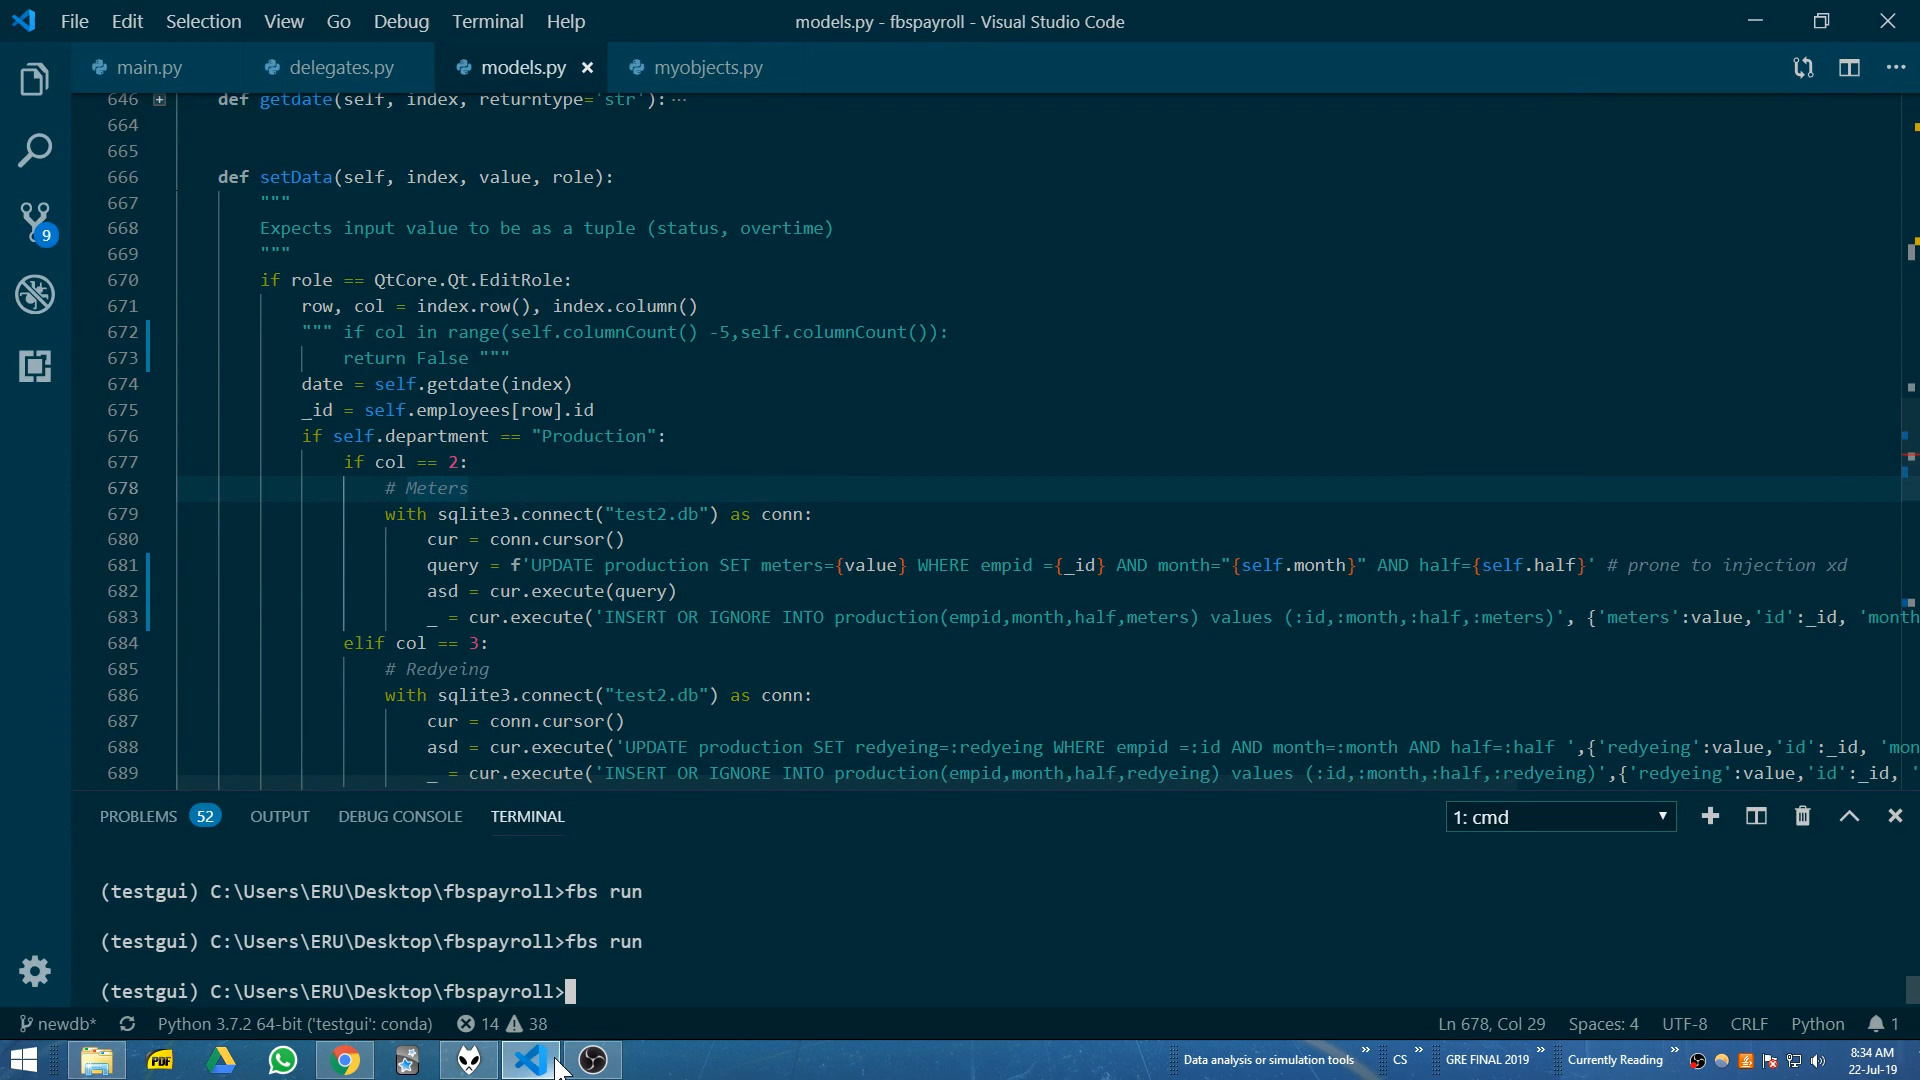 File Edit Selection View Go Debug Terminal Help models.py - fbspayroll - Visual Studio Code
main.py delegates.py models.py myobjects.py
646 def getdate(self, index, returntype='str'):
664
665
666 def setData(self, index, value, role):
667 """
668 Expects input value to be as a tuple (status, overtime)
669 """
670 if role == QtCore.Qt.EditRole:
671 row, col = index.row(), index.column()
672 """ if col in range(self.columnCount() -5,self.columnCount()):
673 return False """
674 date = self.getdate(index)
675 _id = self.employees[row].id
676 if self.department == "Production":
677 if col == 2:
678 # Meters
679 with sqlite3.connect("test2.db") as conn:
680 cur = conn.cursor()
681 query = f'UPDATE production SET meters={value} WHERE empid ={_id} AND month="{self.month}" AND half={self.half}' # prone to injection xd
682 asd = cur.execute(query)
683 _ = cur.execute('INSERT OR IGNORE INTO production(empid,month,half,meters) values (:id,:month,:half,:meters)', {'meters':value,'id':_id, 'month
684 elif col == 3:
685 # Redyeing
686 with sqlite3.connect("test2.db") as conn:
687 cur = conn.cursor()
688 asd = cur.execute('UPDATE production SET redyeing=:redyeing WHERE empid =:id AND month=:month AND half=:half ',{'redyeing':value,'id':_id, 'mon
689 _ = cur.execute('INSERT OR IGNORE INTO production(empid,month,half,redyeing) values (:id,:month,:half,:redyeing)',{'redyeing':value,'id':_id, '
9
PROBLEMS 52 OUTPUT DEBUG CONSOLE TERMINAL 1: cmd
(testgui) C:\Users\ERU\Desktop\fbspayroll>fbs run
(testgui) C:\Users\ERU\Desktop\fbspayroll>fbs run
(testgui) C:\Users\ERU\Desktop\fbspayroll>
newdb* Python 3.7.2 64-bit ('testgui': conda) 14 38 Ln 678, Col 29 Spaces: 4 UTF-8 CRLF Python 1
PDF Data analysis or simulation tools » CS » GRE FINAL 2019 » Currently Reading » 8:34 AM
22-Jul-19